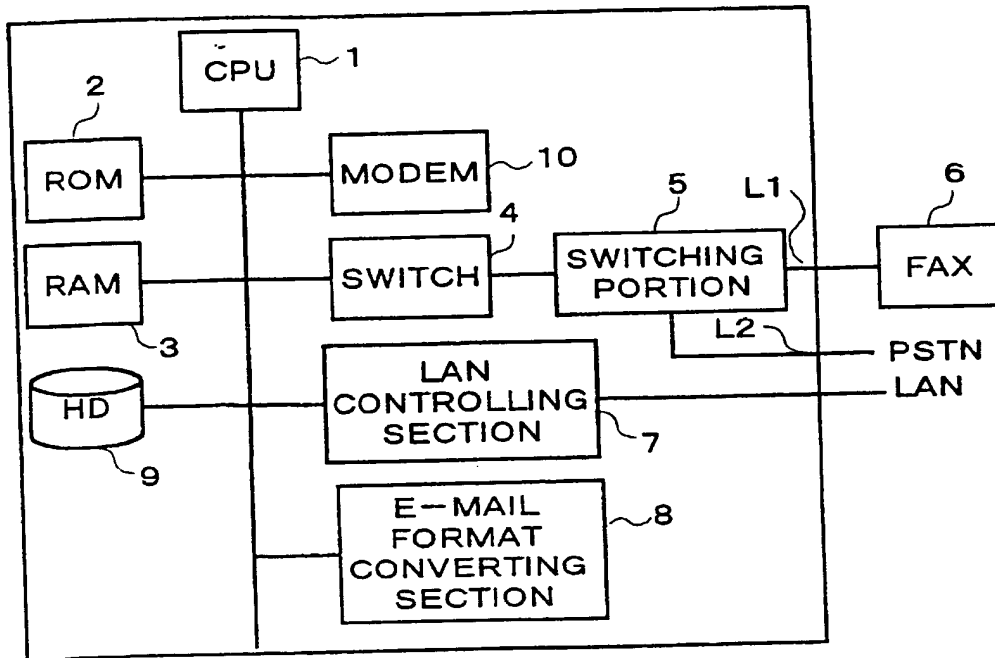 CPU
1
2
ROM
MODEM
10
RAM
3
SWITCH
4
SWITCHING
PORTION
5
L1
6
FAX
L2
PSTN
LAN
HD
9
LAN
CONTROLLING
SECTION
7
E-MAIL
FORMAT
CONVERTING
SECTION
8